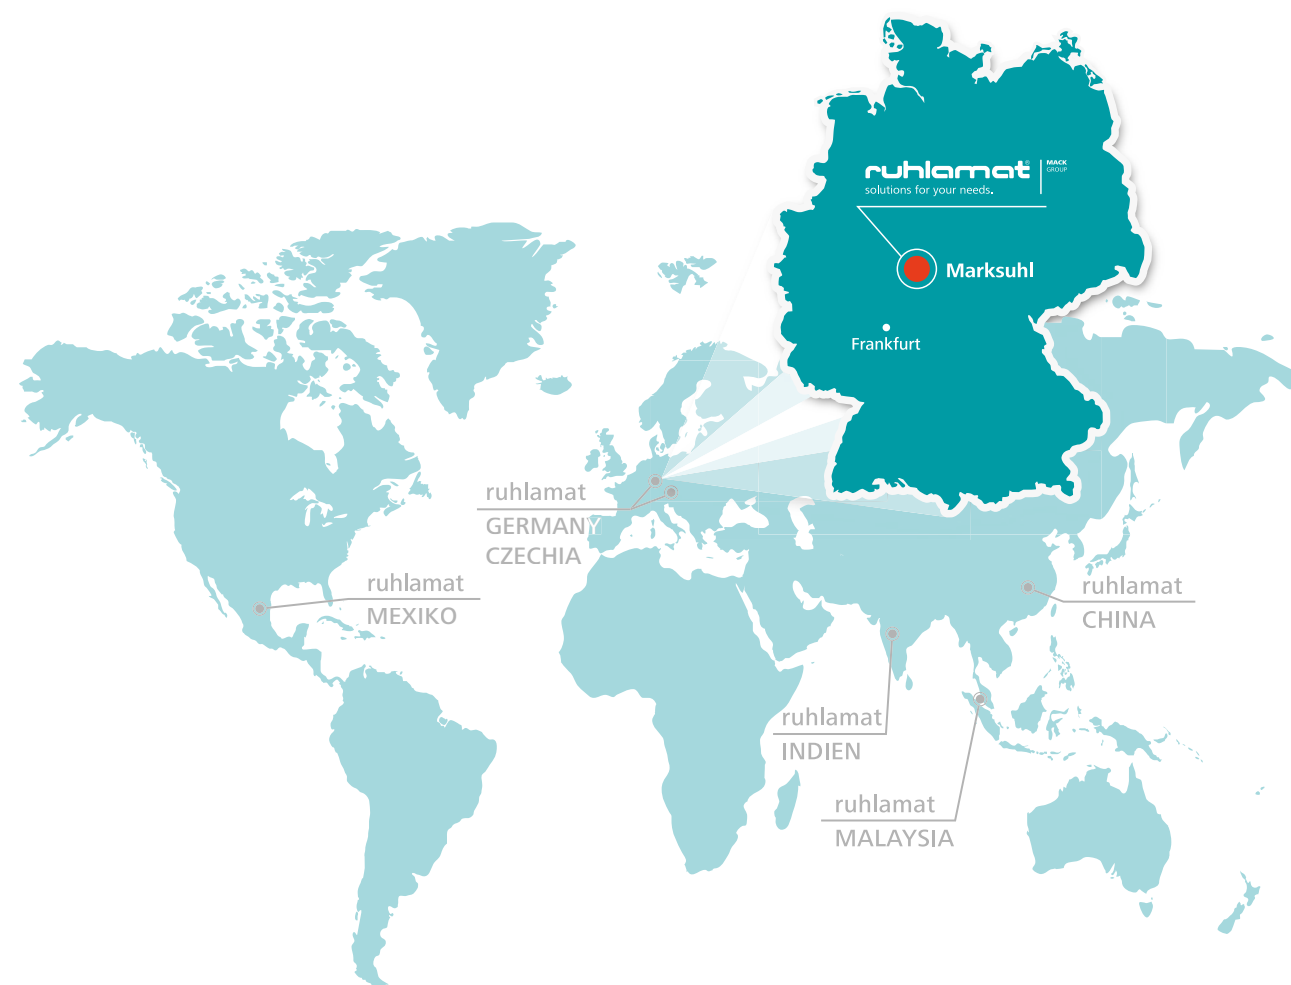 ruhlamat® MACK
GROUP
solutions for your needs.
Marksuhl
Frankfurt
ruhlamat
GERMANY
CZECHIA
ruhlamat
MEXIKO
ruhlamat
CHINA
ruhlamat
INDIEN
ruhlamat
MALAYSIA